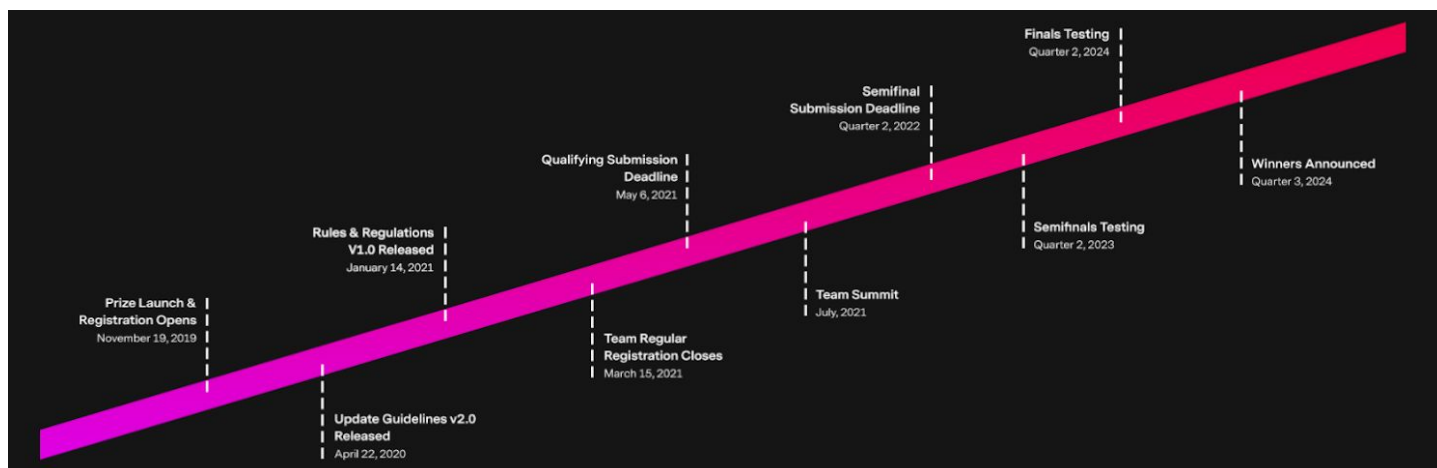 Prize Launch &
Registration Opens
November 19, 2019
Update Guidelines v2.0
Released
April 22, 2020
Rules & Regulations
V1.0 Released
January 14, 2021
Team Regular
Registration Closes
March 15, 2021
Qualifying Submission
Deadline
May 6, 2021
Team Summit
July, 2021
Semifinal
Submission Deadline
Quarter 2, 2022
Semifinals Testing
Quarter 2, 2023
Finals Testing
Quarter 2, 2024
Winners Announced
Quarter 3, 2024